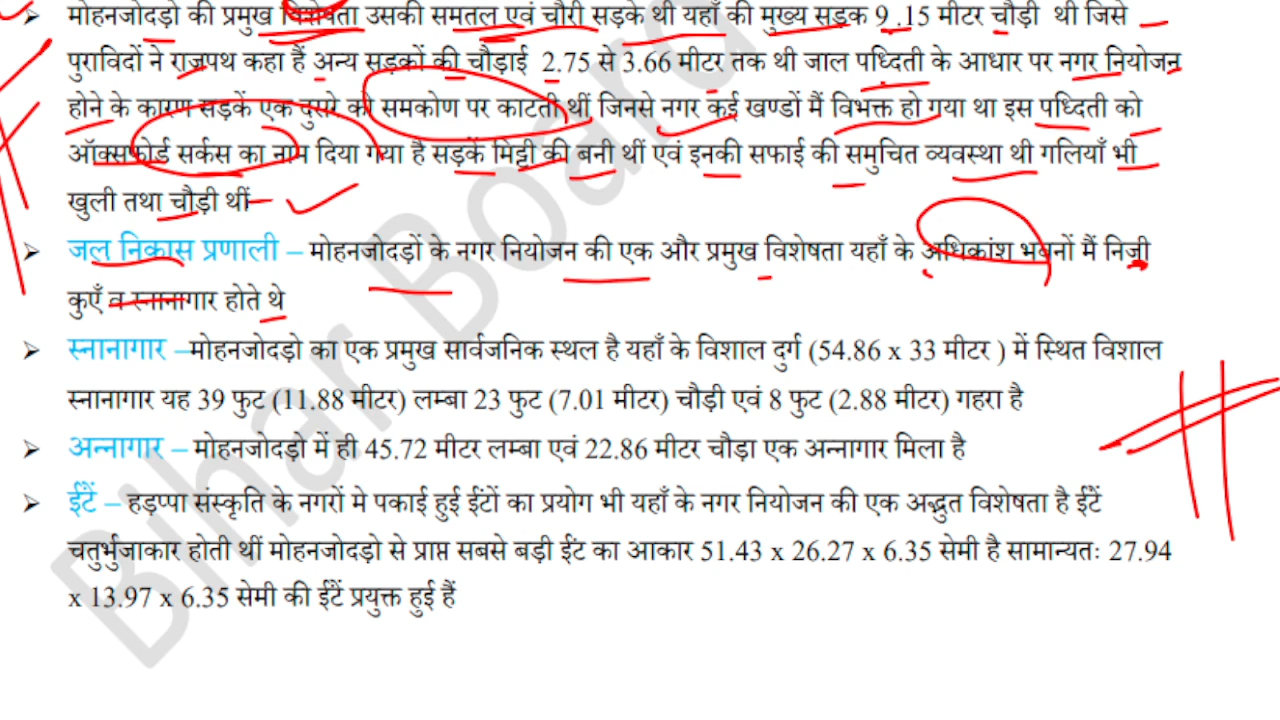 मोहनजोदड़ो की प्रमुख विशेषता उसकी समतल एवं चौरी सड़के थी यहाँ की मुख्य सड़क 9 .15 मीटर चौड़ी थी जिसे
पुराविदों ने राजपथ कहा हैं अन्य सड़कों की चौड़ाई 2.75 से 3.66 मीटर तक थी जाल पध्दिती के आधार पर नगर नियोजन
होने के कारण सड़कें एक दुसरे को समकोण पर काटती थीं जिनसे नगर कई खण्डों मैं विभक्त हो गया था इस पध्दिती को
ऑक्सफोर्ड सर्कस का नाम दिया गया है सड़कें मिट्टी की बनी थीं एवं इनकी सफाई की समुचित व्यवस्था थी गलियाँ भी
खुली तथा चौड़ी थीं
जल निकास प्रणाली – मोहनजोदड़ों के नगर नियोजन की एक और प्रमुख विशेषता यहाँ के अधिकांश भवनों मैं निजी
कुएँ व स्नानागार होते थे
स्नानागार –मोहनजोदड़ो का एक प्रमुख सार्वजनिक स्थल है यहाँ के विशाल दुर्ग (54.86 x 33 मीटर ) में स्थित विशाल
स्नानागार यह 39 फुट (11.88 मीटर) लम्बा 23 फुट (7.01 मीटर) चौड़ी एवं 8 फुट (2.88 मीटर) गहरा है
अन्नागार – मोहनजोदड़ो में ही 45.72 मीटर लम्बा एवं 22.86 मीटर चौड़ा एक अन्नागार मिला है
ईंटें – हड़प्पा संस्कृति के नगरों मे पकाई हुई ईंटों का प्रयोग भी यहाँ के नगर नियोजन की एक अद्भुत विशेषता है ईंटें
चतुर्भुजाकार होती थीं मोहनजोदड़ो से प्राप्त सबसे बड़ी ईंट का आकार 51.43 x 26.27 x 6.35 सेमी है सामान्यतः 27.94
x 13.97 x 6.35 सेमी की ईंटें प्रयुक्त हुई हैं
Bihar Board